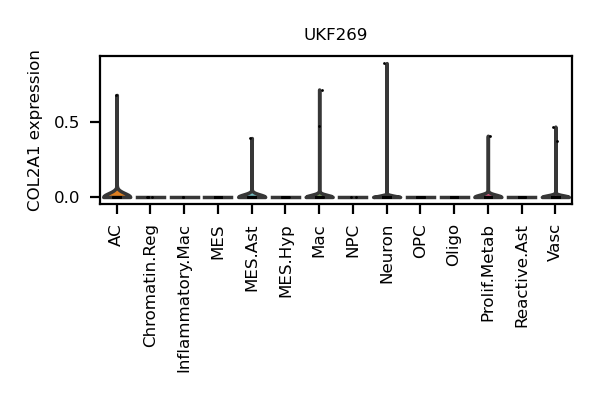 UKF269
COL2A1 expression
0.5
0.0
AC
Chromatin.Reg
Inflammatory.Mac
MES
MES.Ast
MES.Hyp
Mac
NPC
Neuron
OPC
Oligo
Prolif.Metab
Reactive.Ast
Vasc